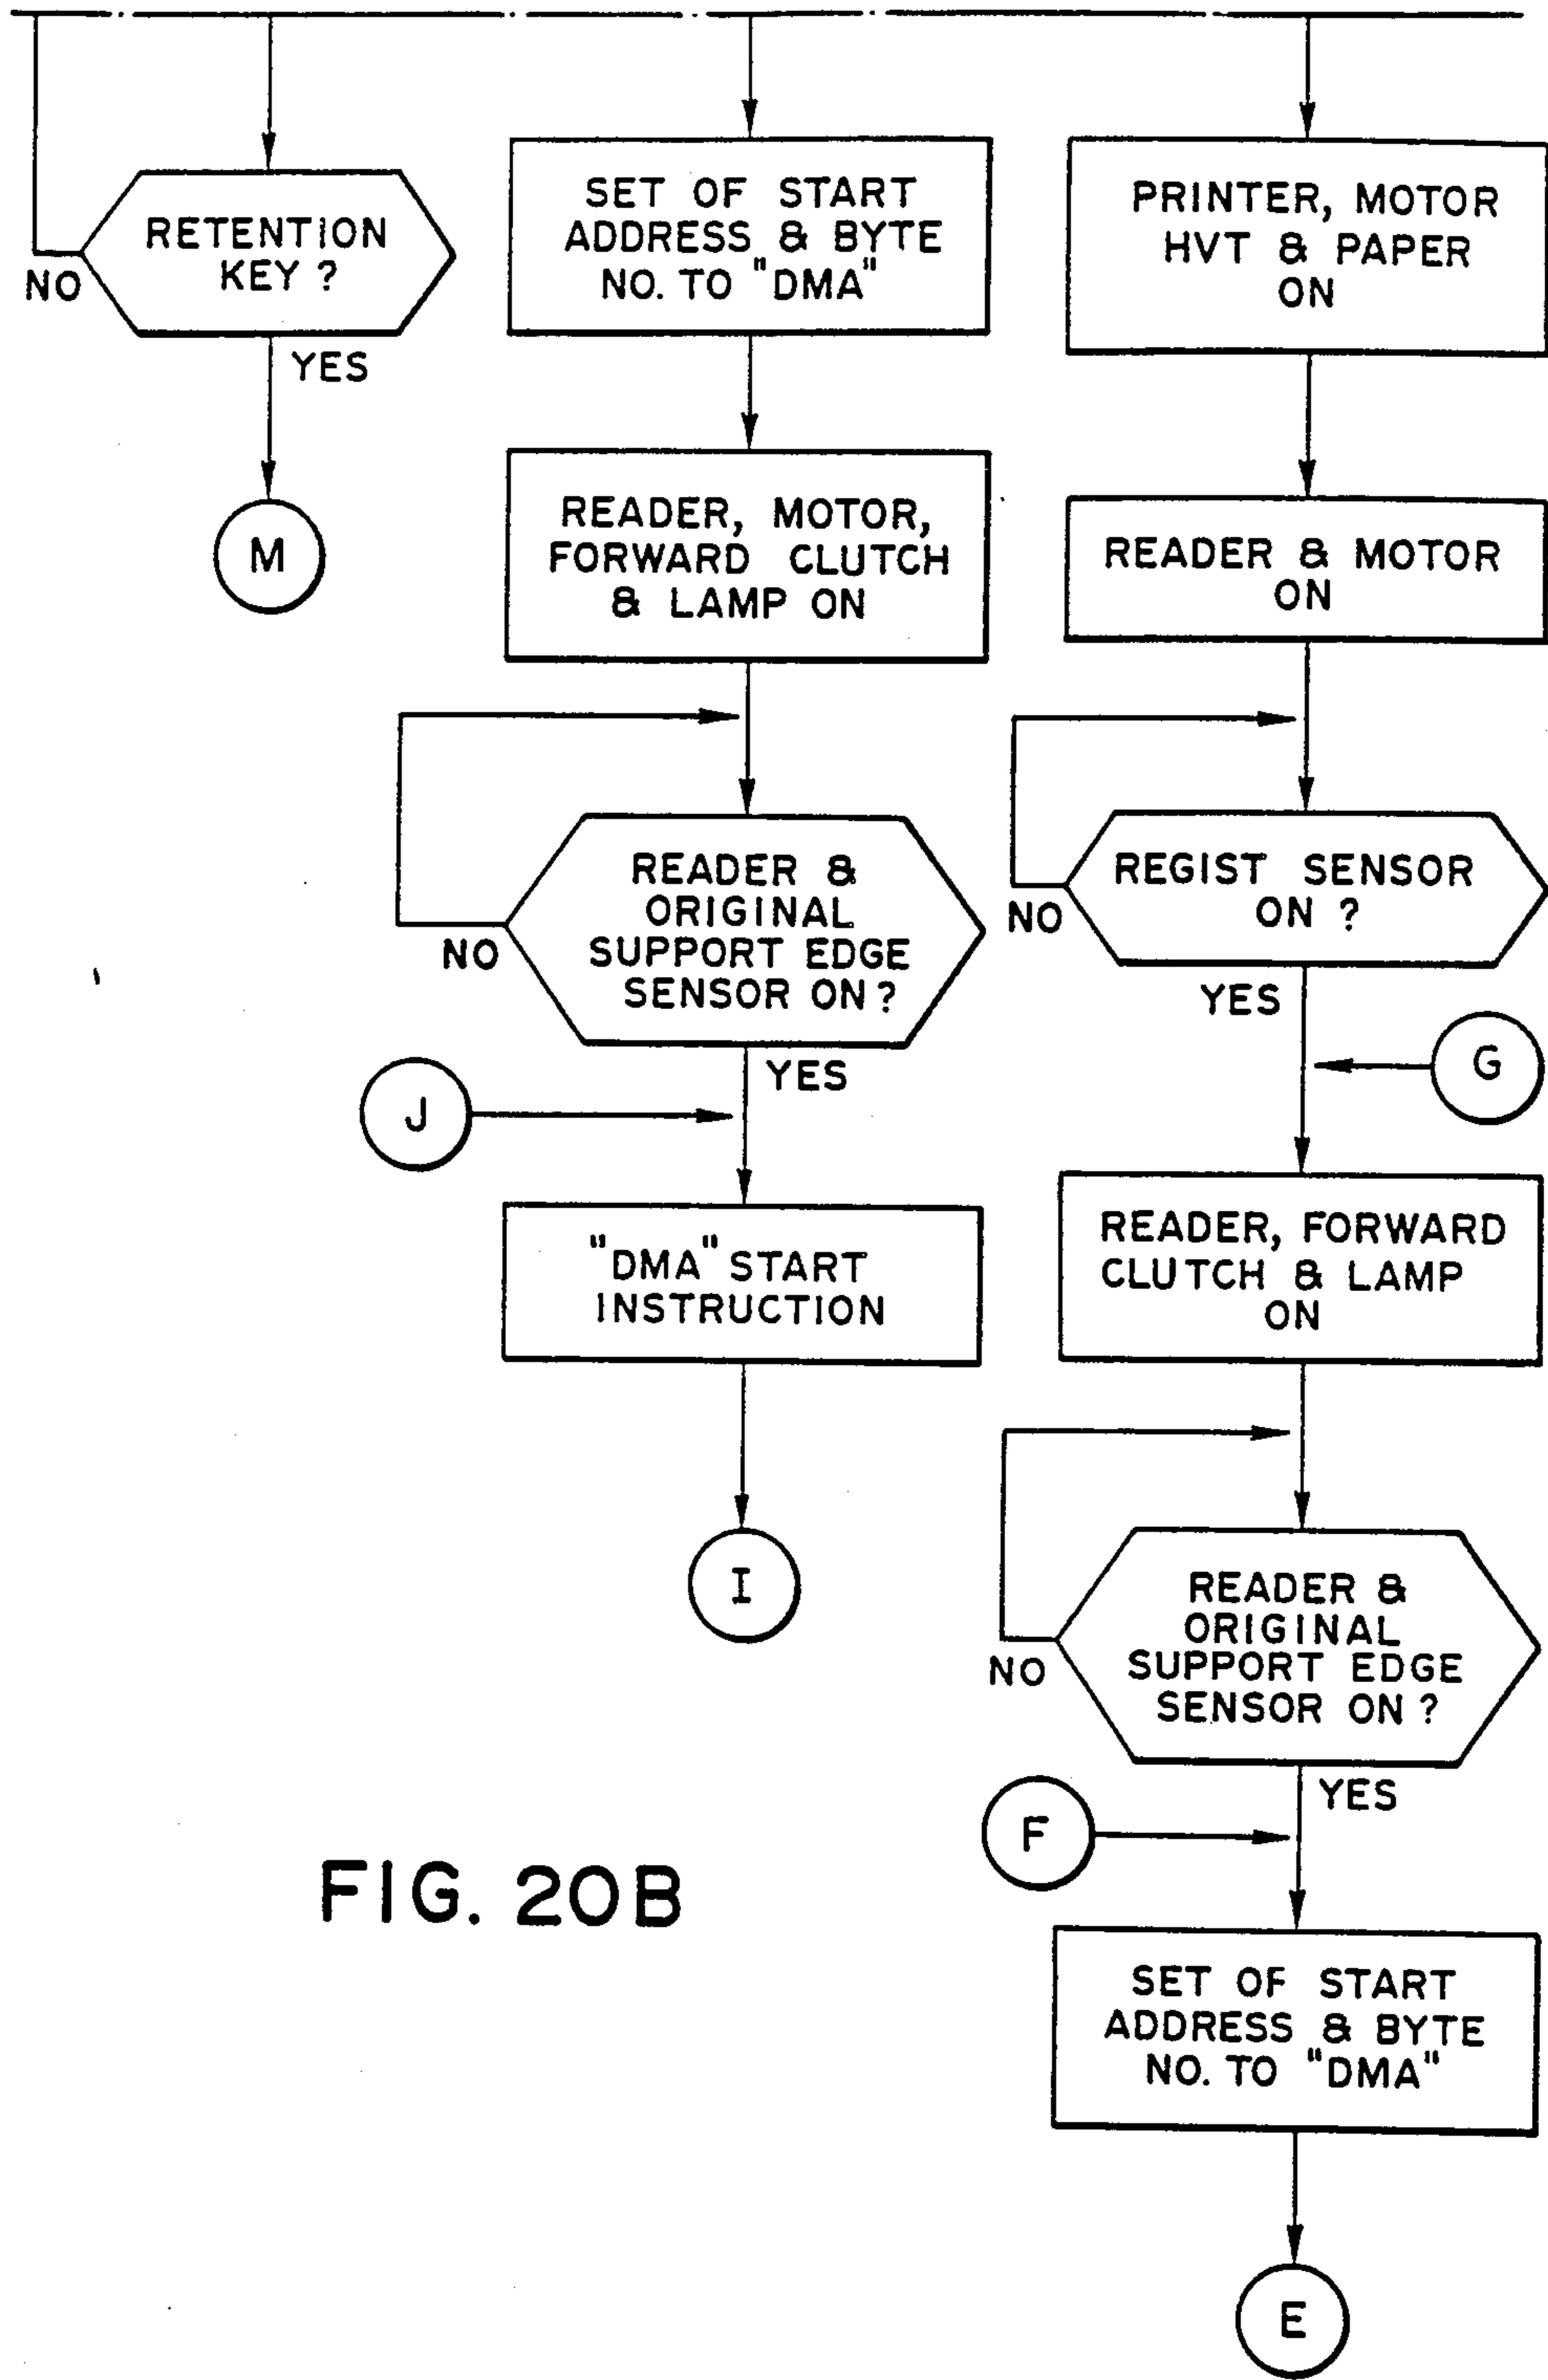 RETENTION
KEY ?
NO
YES
M
SET OF START
ADDRESS & BYTE
NO. TO "DMA"
READER, MOTOR,
FORWARD CLUTCH
& LAMP ON
READER &
ORIGINAL
SUPPORT EDGE
SENSOR ON ?
NO
YES
J
"DMA" START
INSTRUCTION
I
PRINTER, MOTOR
HVT & PAPER
ON
READER & MOTOR
ON
REGIST SENSOR
ON ?
NO
YES
G
READER, FORWARD
CLUTCH & LAMP
ON
READER &
ORIGINAL
SUPPORT EDGE
SENSOR ON ?
NO
YES
F
SET OF START
ADDRESS & BYTE
NO. TO "DMA"
E
FIG. 20B